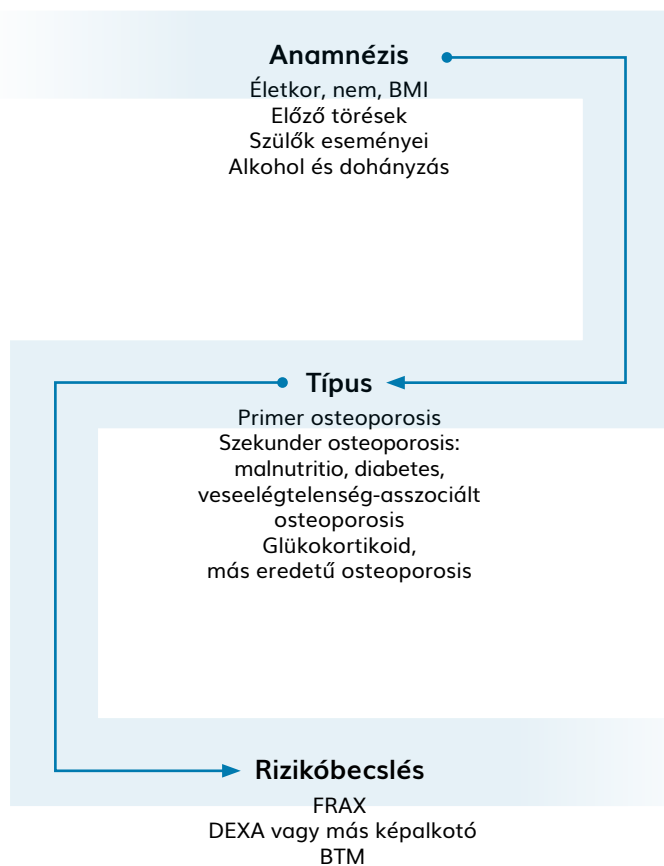 Anamnézis
Életkor, nem, BMI
Előző törések
Szülők eseményei
Alkohol és dohányzás
Típus
Primer osteoporosis
Szekunder osteoporosis:
malnutritio, diabetes,
veseelégtelenség-asszociált
osteoporosis
Glükokortikoid,
más eredetű osteoporosis
Rizikóbecslés
FRAX
DEXA vagy más képalkotó
BTM